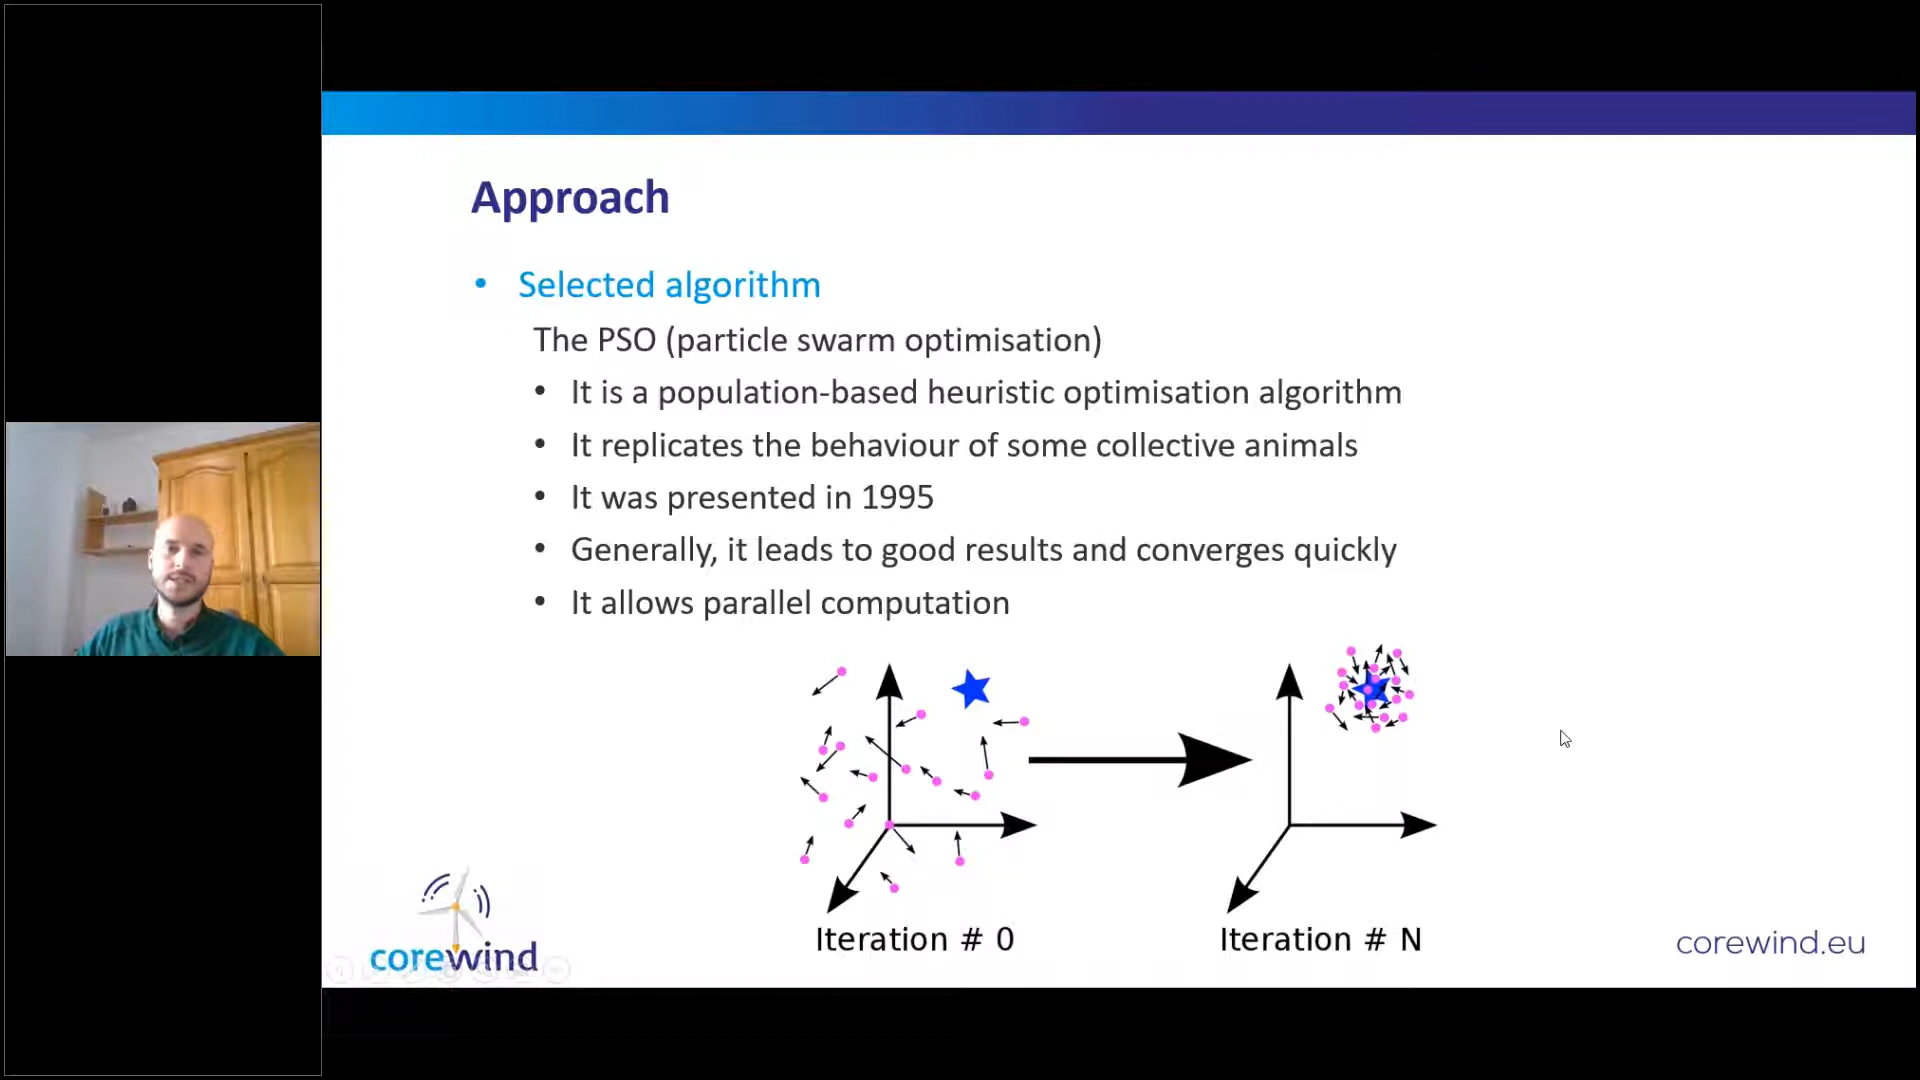 Approach
• Selected algorithm
The PSO (particle swarm optimisation)
• It is a population-based heuristic optimisation algorithm
• It replicates the behaviour of some collective animals
• It was presented in 1995
• Generally, it leads to good results and converges quickly
• It allows parallel computation
Iteration # 0
Iteration # N
corewind
corewind.eu